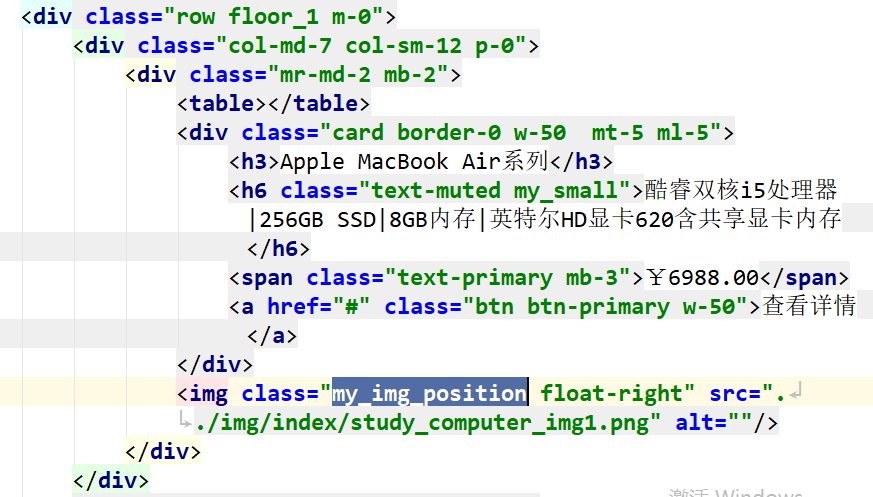 <div class="row floor_1 m-0">
<div class="col-md-7 col-sm-12 p-0">
<div class="mr-md-2 mb-2">
<table></table>
<div class="card border-0 w-50  mt-5 ml-5">
<h3>Apple MacBook Air系列</h3>
<h6 class="text-muted my_small">酷睿双核i5处理器
|256GB SSD|8GB内存|英特尔HD显卡620含共享显卡内存
</h6>
<span class="text-primary mb-3">￥6988.00</span>
<a href="#" class="btn btn-primary w-50">查看详情
</a>
</div>
<img class="my_img_position float-right" src=".
./img/index/study_computer_img1.png" alt=""/>
</div>
</div>
激活 Windows